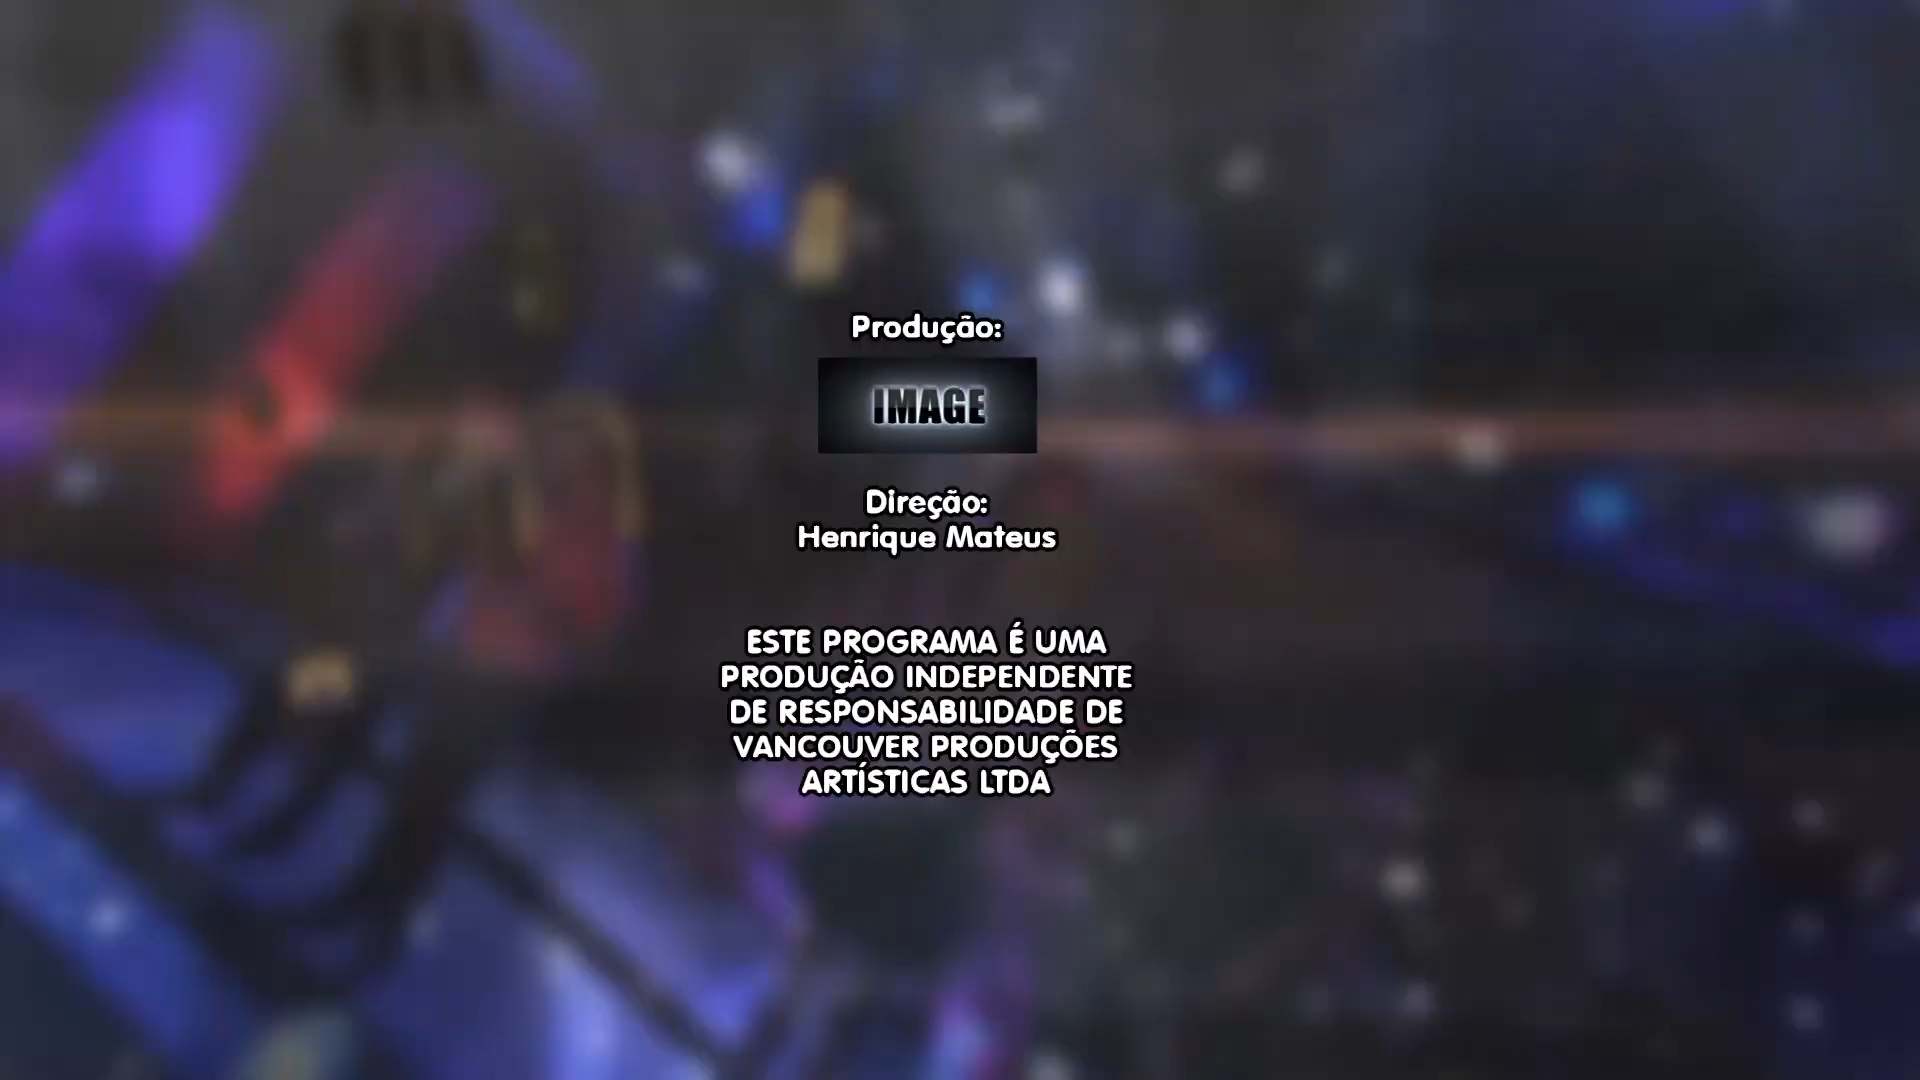 Produção:
IMAGE
Direção:
Henrique Mateus
ESTE PROGRAMA É UMA
PRODUÇÃO INDEPENDENTE
DE RESPONSABILIDADE DE
VANCOUVER PRODUÇÕES
ARTÍSTICAS LTDA